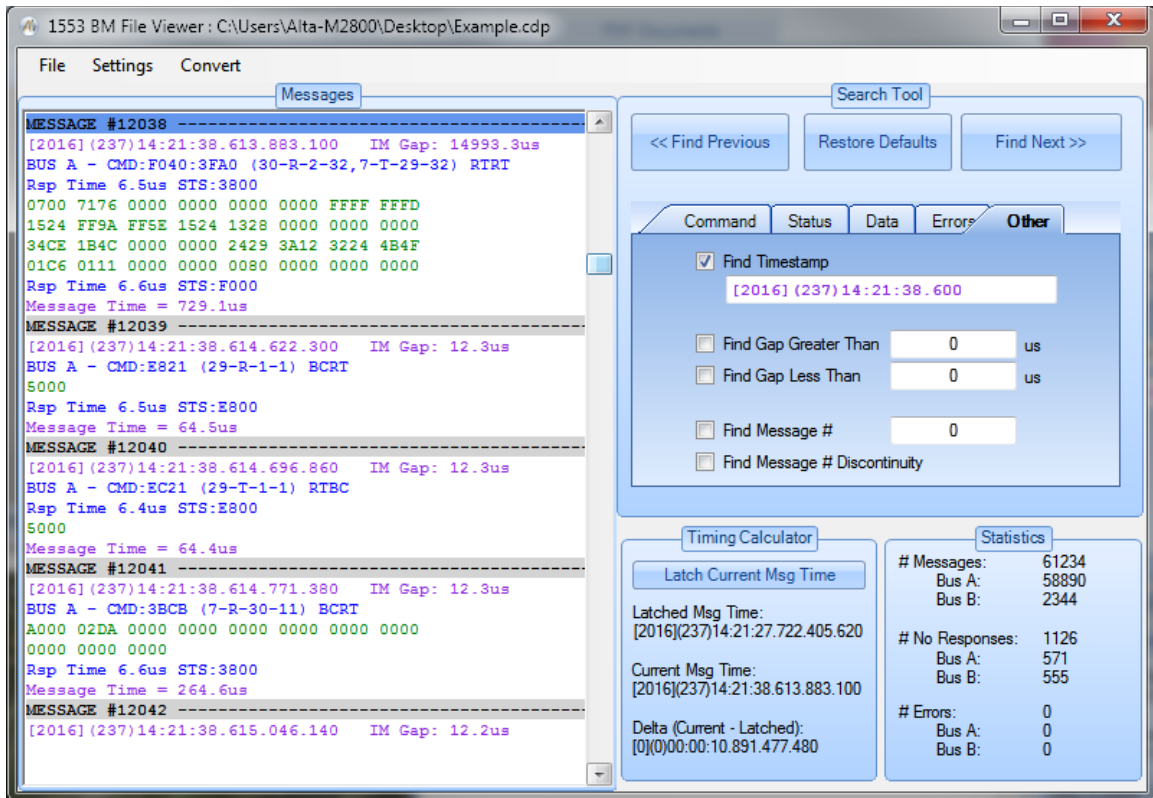 1553 BM File Viewer : C:\Users\Alta-M2800\Desktop\Example.cdp
File Settings Convert
Messages
MESSAGE #12038 ---------------------------------
[2016](237)14:21:38.613.883.100 IM Gap: 14993.3us
BUS A - CMD:F040:3FA0 (30-R-2-32,7-T-29-32) RTRT
Rsp Time 6.5us STS:3800
0700 7176 0000 0000 0000 0000 FFFF FFFD
1524 FF9A FF5E 1524 1328 0000 0000 0000
34CE 1B4C 0000 0000 2429 3A12 3224 4B4F
01C6 0111 0000 0000 0080 0000 0000 0000
Rsp Time 6.6us STS:F000
Message Time = 729.1us
MESSAGE #12039 ---------------------------------
[2016](237)14:21:38.614.622.300 IM Gap: 12.3us
BUS A - CMD:E821 (29-R-1-1) BCRT
5000
Rsp Time 6.5us STS:E800
Message Time = 64.5us
MESSAGE #12040 ---------------------------------
[2016](237)14:21:38.614.696.860 IM Gap: 12.3us
BUS A - CMD:EC21 (29-T-1-1) RTBC
Rsp Time 6.4us STS:E800
5000
Message Time = 64.4us
MESSAGE #12041 ---------------------------------
[2016](237)14:21:38.614.771.380 IM Gap: 12.3us
BUS A - CMD:3BCB (7-R-30-11) BCRT
A000 02DA 0000 0000 0000 0000 0000 0000
0000 0000 0000
Rsp Time 6.6us STS:3800
Message Time = 264.6us
MESSAGE #12042 ---------------------------------
[2016](237)14:21:38.615.046.140 IM Gap: 12.2us
Search Tool
<< Find Previous Restore Defaults Find Next >>
Command Status Data Errors Other
Find Timestamp
[2016](237)14:21:38.600
Find Gap Greater Than 0 us
Find Gap Less Than 0 us
Find Message # 0
Find Message # Discontinuity
Timing Calculator
Latch Current Msg Time
Latched Msg Time:
[2016](237)14:21:27.722.405.620
Current Msg Time:
[2016](237)14:21:38.613.883.100
Delta (Current - Latched):
[0](0)00:00:10.891.477.480
Statistics
# Messages: 61234
Bus A: 58890
Bus B: 2344
# No Responses: 1126
Bus A: 571
Bus B: 555
# Errors: 0
Bus A: 0
Bus B: 0